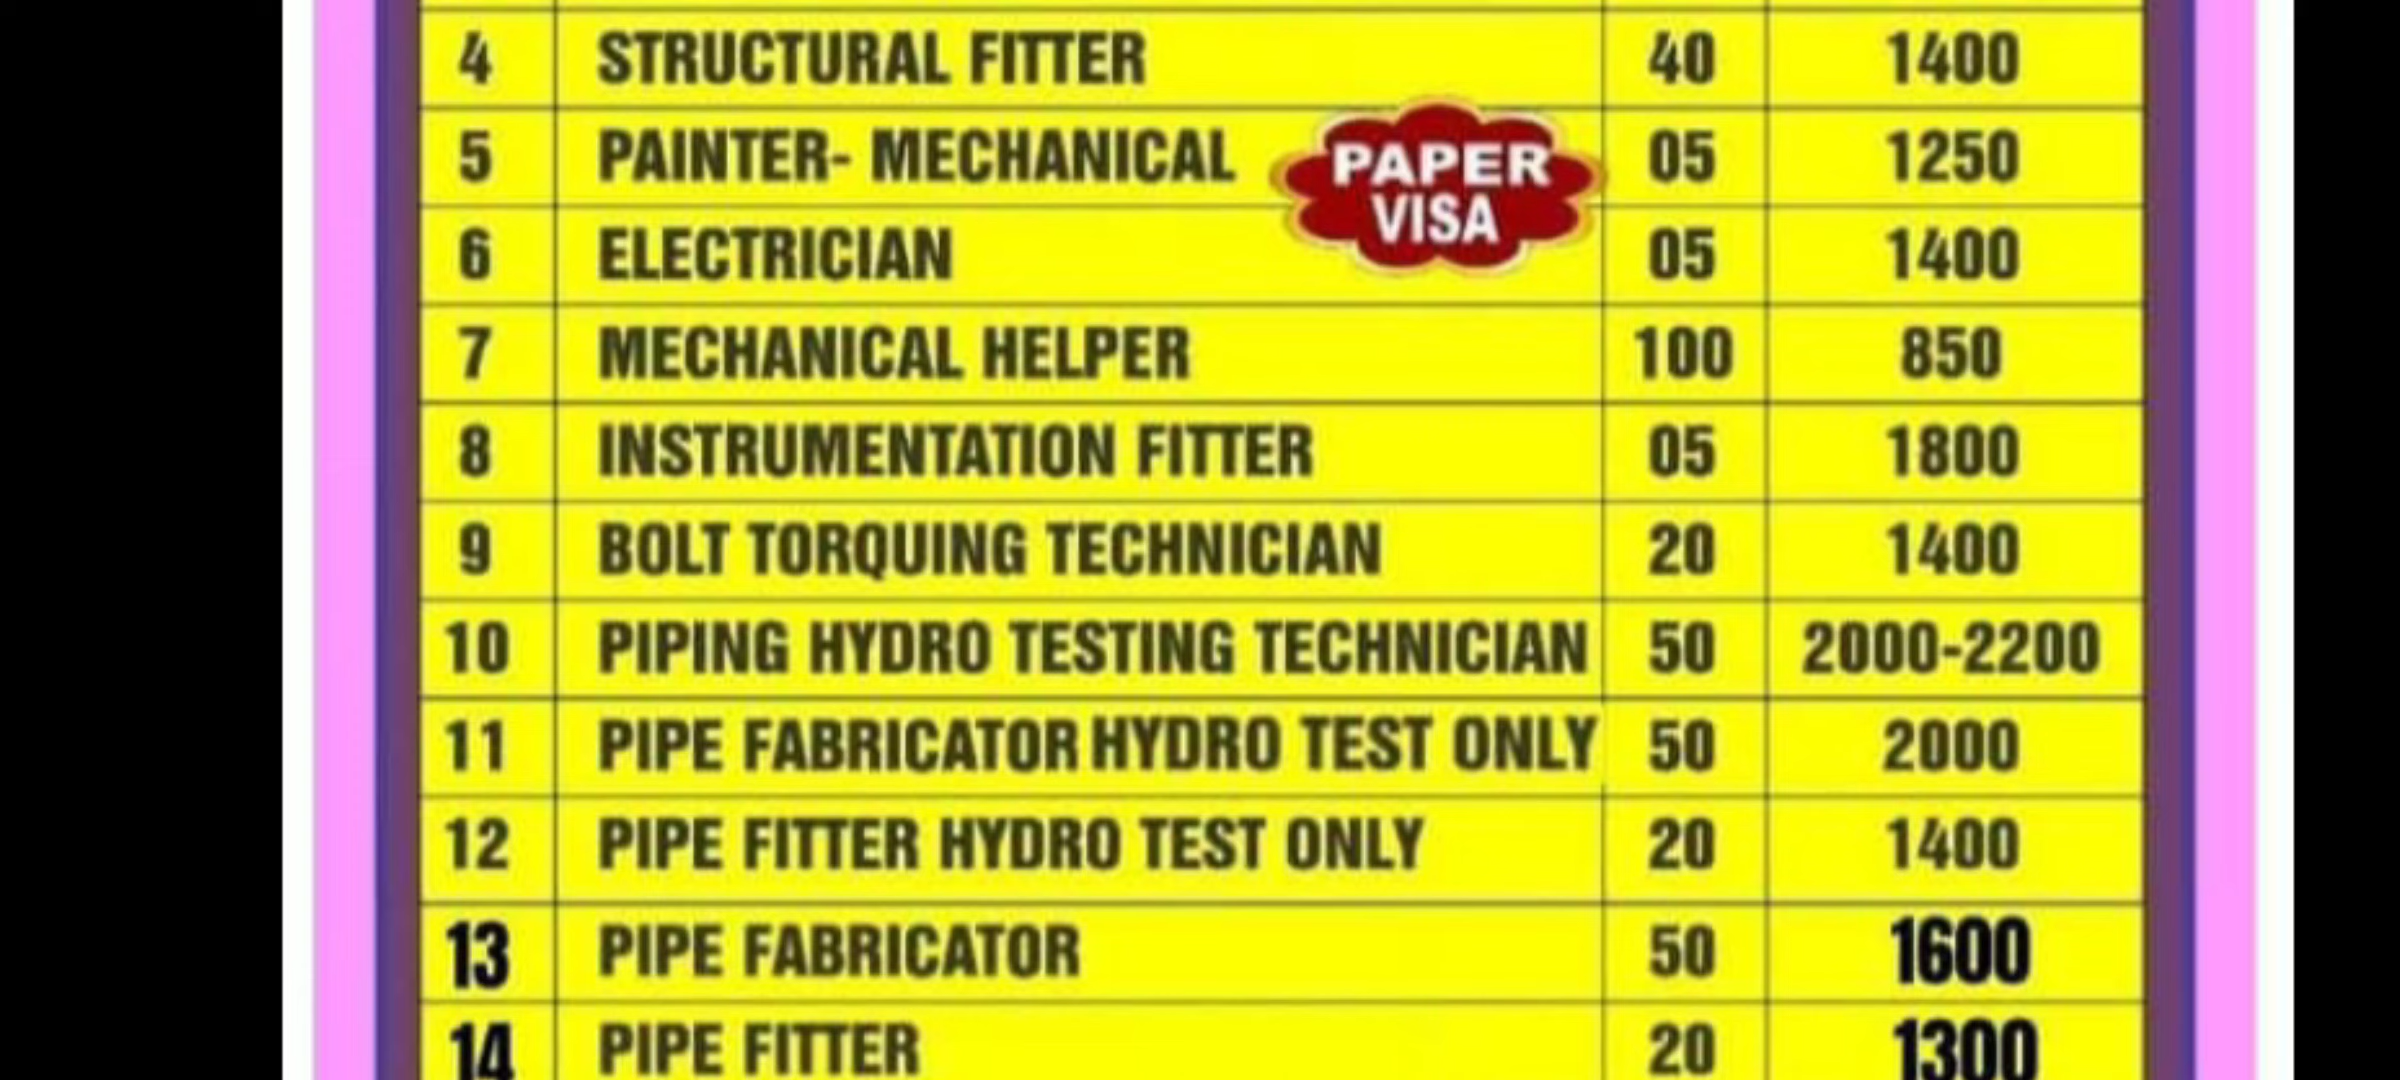 4 STRUCTURAL FITTER 40 1400
5 PAINTER- MECHANICAL 05 1250
PAPER
VISA
6 ELECTRICIAN 05 1400
7 MECHANICAL HELPER 100 850
8 INSTRUMENTATION FITTER 05 1800
9 BOLT TORQUING TECHNICIAN 20 1400
10 PIPING HYDRO TESTING TECHNICIAN 50 2000-2200
11 PIPE FABRICATOR HYDRO TEST ONLY 50 2000
12 PIPE FITTER HYDRO TEST ONLY 20 1400
13 PIPE FABRICATOR 50 1600
14 PIPE FITTER 20 1300